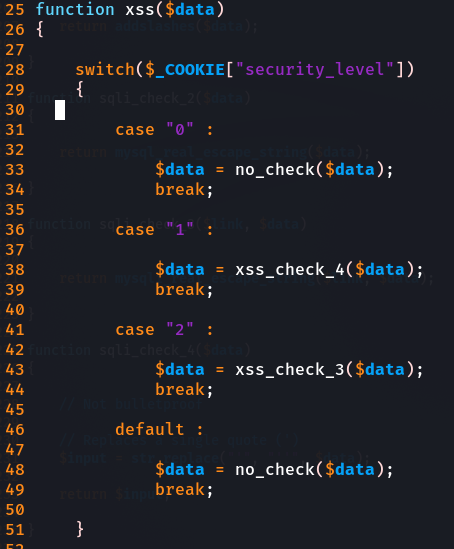 25 function xss($data)
26 {
27
28     switch($_COOKIE["security_level"])
29     {
30
31         case "0" :
32
33             $data = no_check($data);
34             break;
35
36         case "1" :
37
38             $data = xss_check_4($data);
39             break;
40
41         case "2" :
42
43             $data = xss_check_3($data);
44             break;
45
46         default :
47
48             $data = no_check($data);
49             break;
50
51     }